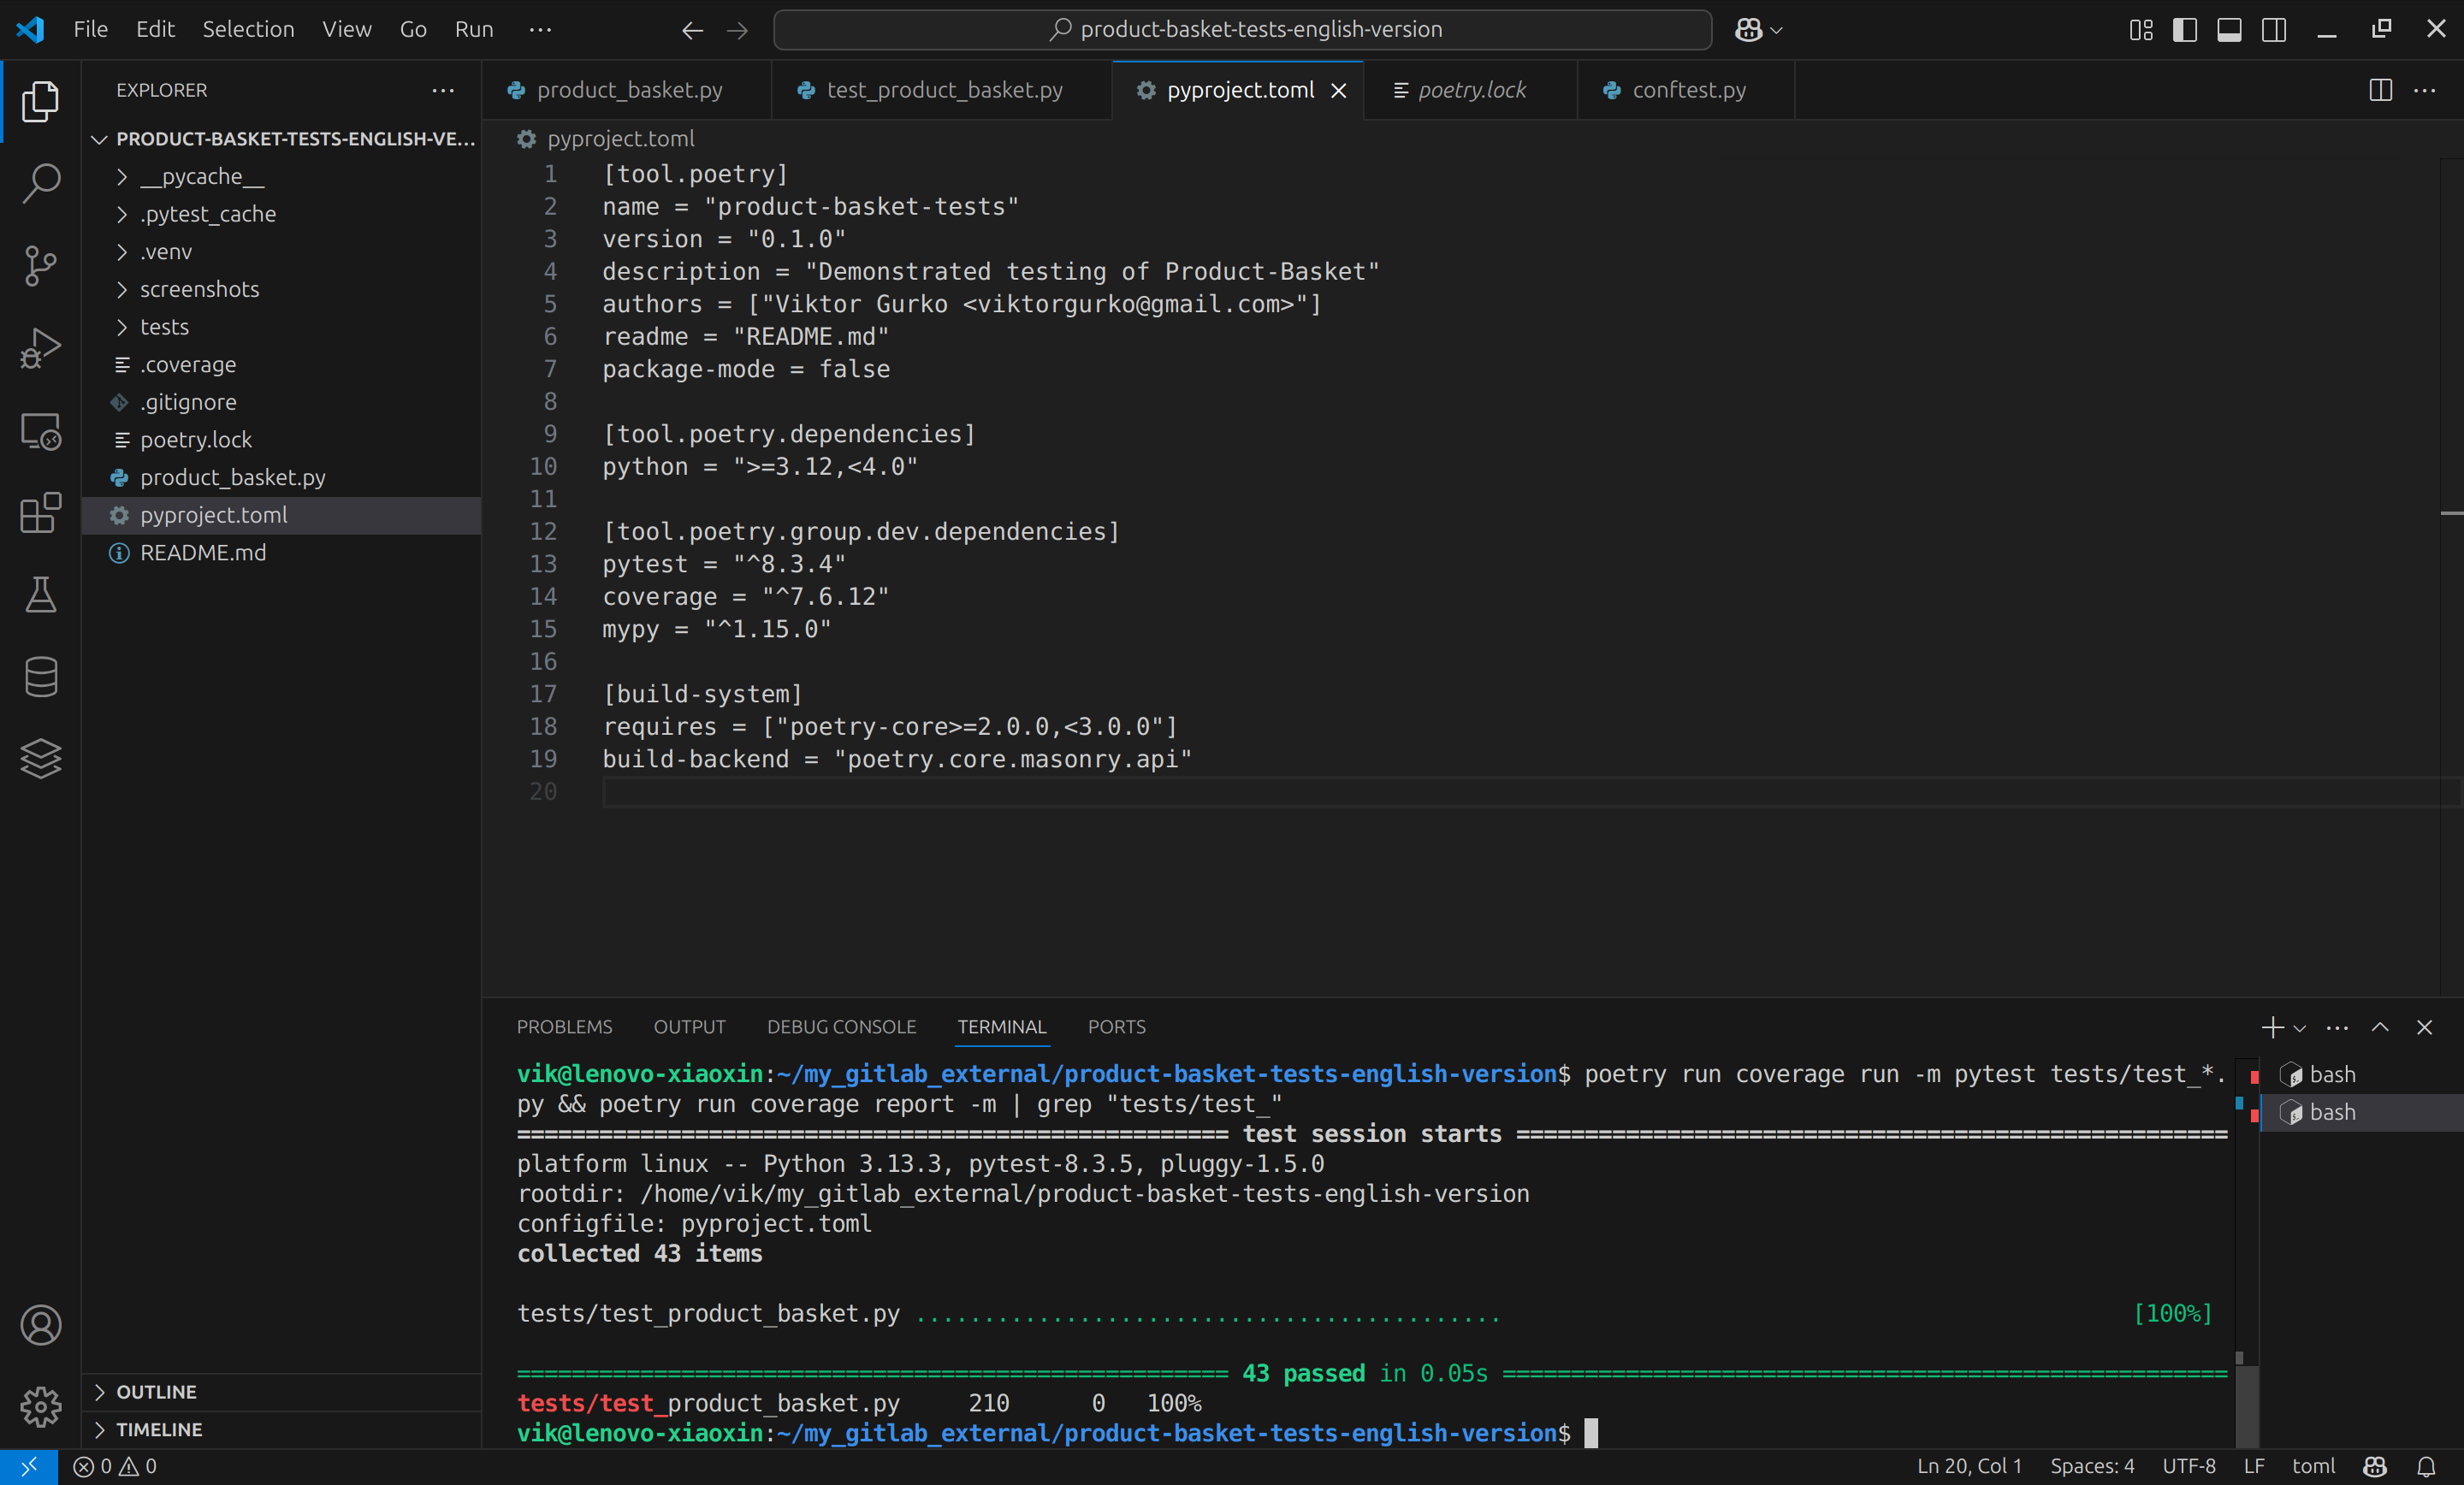 File Edit Selection View Go Run ··· product-basket-tests-english-version
EXPLORER ···
PRODUCT-BASKET-TESTS-ENGLISH-VE...
__pycache__
.pytest_cache
.venv
screenshots
tests
.coverage
.gitignore
poetry.lock
product_basket.py
pyproject.toml
README.md
OUTLINE
TIMELINE
product_basket.py test_product_basket.py pyproject.toml poetry.lock conftest.py
pyproject.toml
1 [tool.poetry]
2 name = "product-basket-tests"
3 version = "0.1.0"
4 description = "Demonstrated testing of Product-Basket"
5 authors = ["Viktor Gurko <viktorgurko@gmail.com>"]
6 readme = "README.md"
7 package-mode = false
8
9 [tool.poetry.dependencies]
10 python = ">=3.12,<4.0"
11
12 [tool.poetry.group.dev.dependencies]
13 pytest = "^8.3.4"
14 coverage = "^7.6.12"
15 mypy = "^1.15.0"
16
17 [build-system]
18 requires = ["poetry-core>=2.0.0,<3.0.0"]
19 build-backend = "poetry.core.masonry.api"
20
PROBLEMS OUTPUT DEBUG CONSOLE TERMINAL PORTS
vik@lenovo-xiaoxin:~/my_gitlab_external/product-basket-tests-english-version$ poetry run coverage run -m pytest tests/test_*.
py && poetry run coverage report -m | grep "tests/test_"
==================================================== test session starts ====================================================
platform linux -- Python 3.13.3, pytest-8.3.5, pluggy-1.5.0
rootdir: /home/vik/my_gitlab_external/product-basket-tests-english-version
configfile: pyproject.toml
collected 43 items
tests/test_product_basket.py ........................................... [100%]
==================================================== 43 passed in 0.05s =====================================================
tests/test_product_basket.py 210 0 100%
vik@lenovo-xiaoxin:~/my_gitlab_external/product-basket-tests-english-version$
bash
bash
0 0 Ln 20, Col 1 Spaces: 4 UTF-8 LF toml